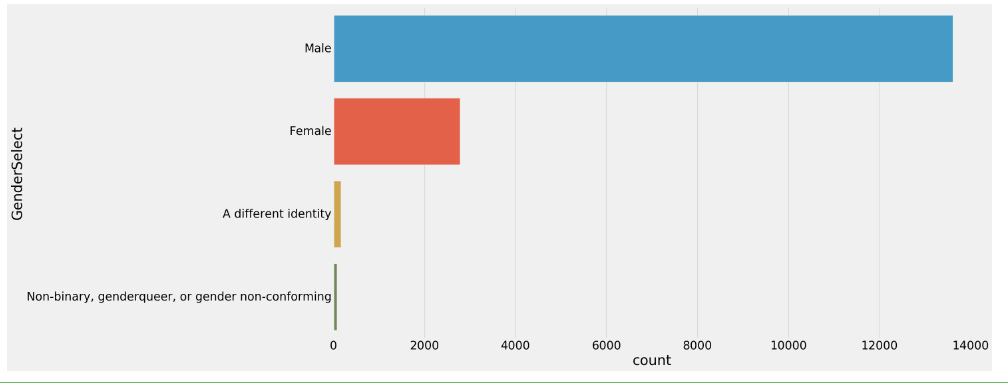 Male
Female
A different identity
Non-binary, genderqueer, or gender non-conforming
GenderSelect
0 2000 4000 6000 8000 10000 12000 14000
count